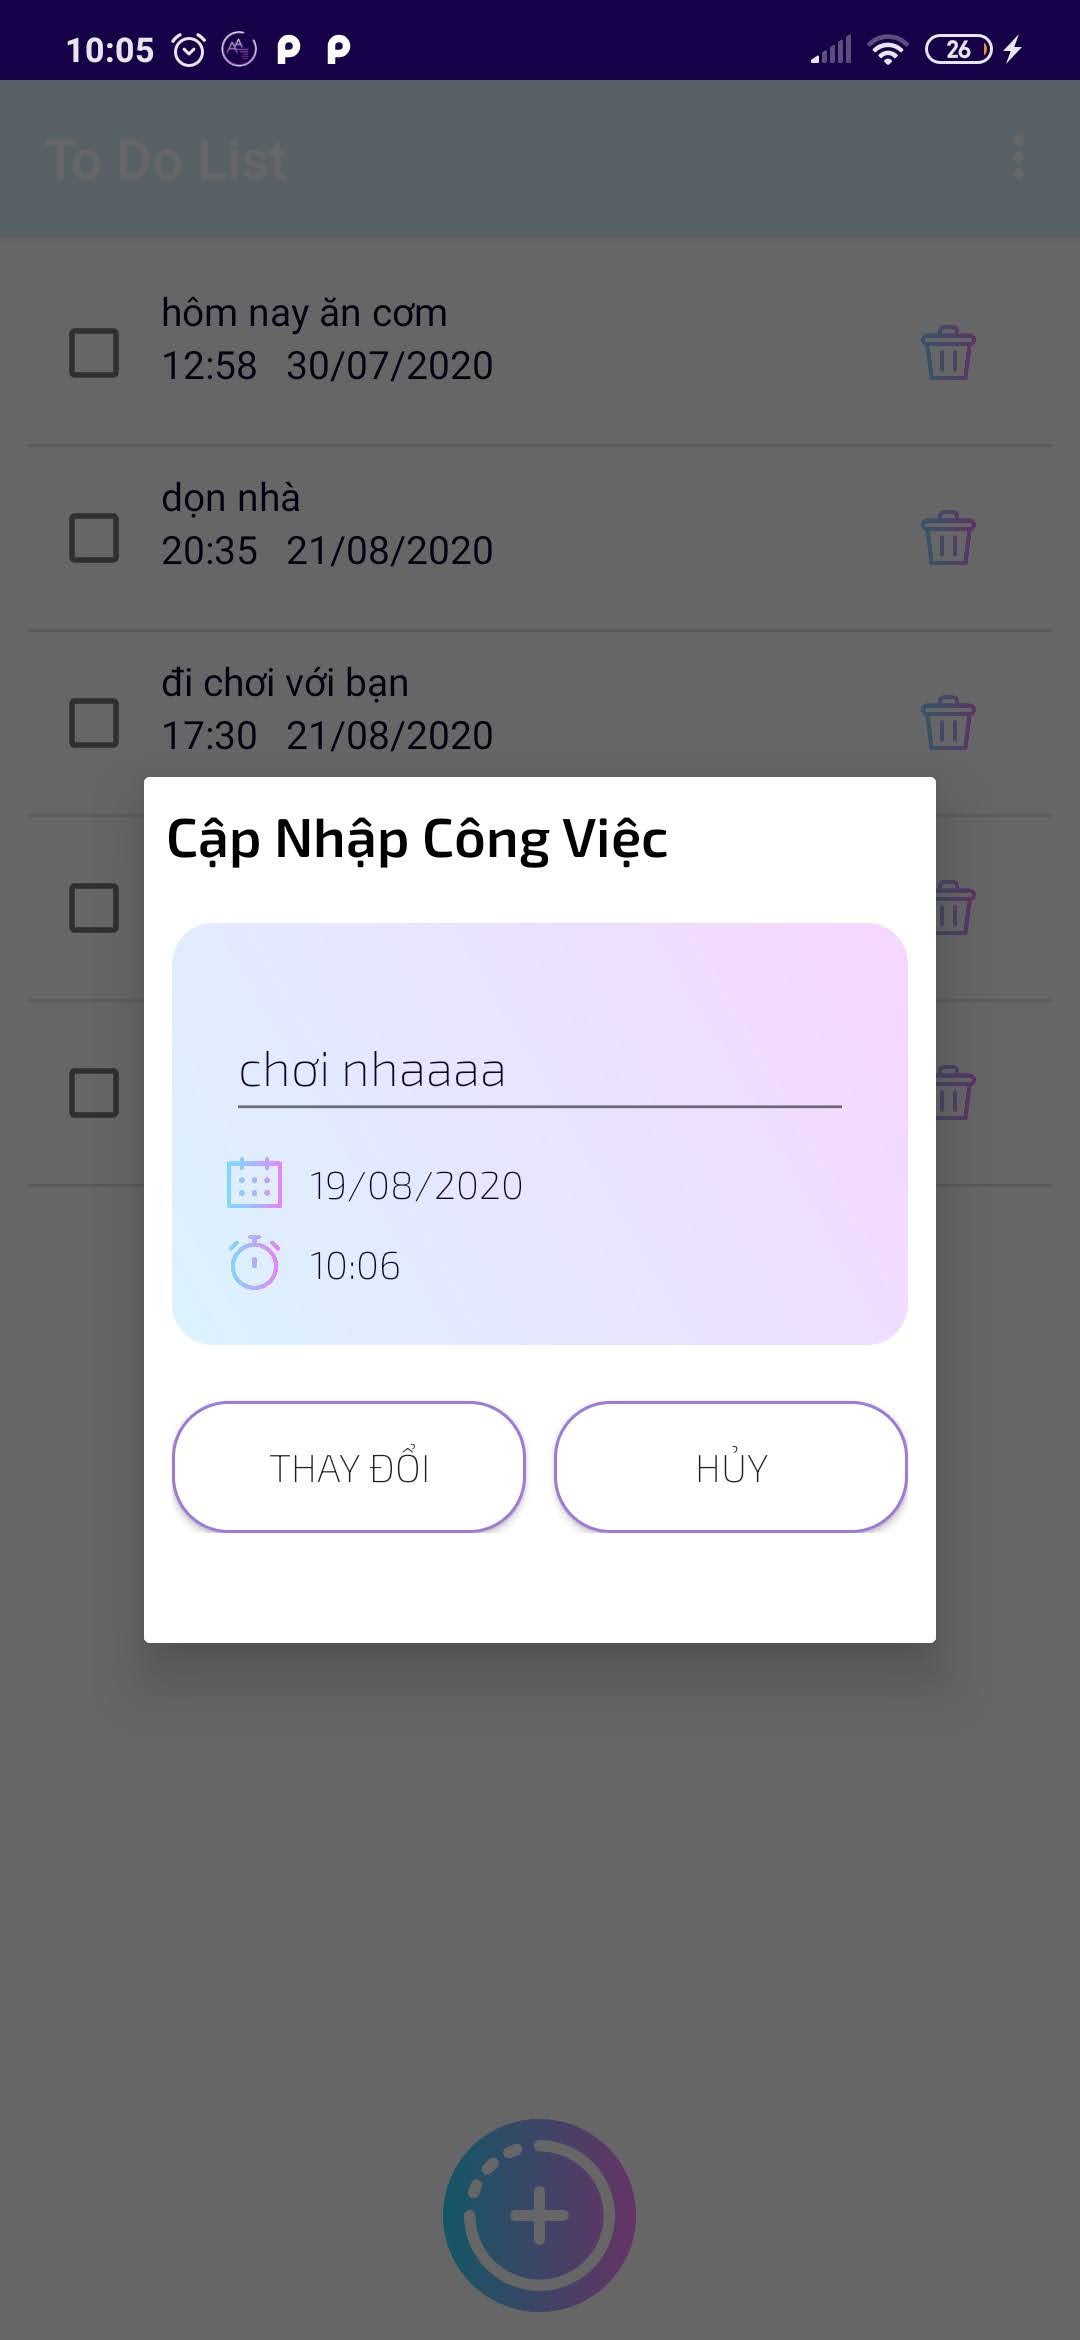 10:05
26
To Do List
hôm nay ăn cơm
12:58 30/07/2020
dọn nhà
20:35 21/08/2020
đi chơi với bạn
17:30 21/08/2020
Cập Nhập Công Việc
chơi nhaaaa
19/08/2020
10:06
THAY ĐỔI
HỦY